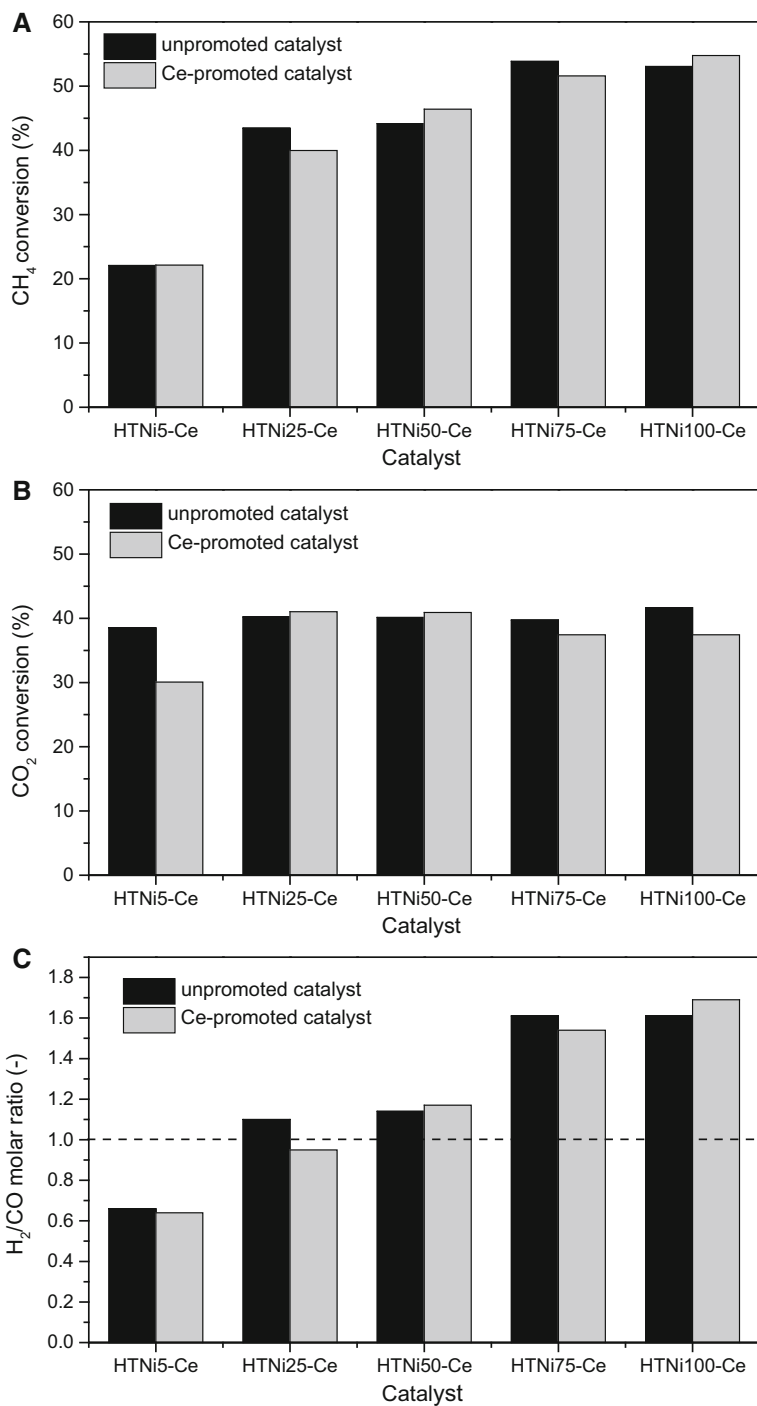 A
60
50
40
30
20
10
0
CH4 conversion (%)
unpromoted catalyst
Ce-promoted catalyst
HTNi5-Ce HTNi25-Ce HTNi50-Ce HTNi75-Ce HTNi100-Ce
Catalyst
B
60
50
40
30
20
10
0
CO2 conversion (%)
unpromoted catalyst
Ce-promoted catalyst
HTNi5-Ce HTNi25-Ce HTNi50-Ce HTNi75-Ce HTNi100-Ce
Catalyst
C
1.8
1.6
1.4
1.2
1.0
0.8
0.6
0.4
0.2
0.0
H2/CO molar ratio (-)
unpromoted catalyst
Ce-promoted catalyst
HTNi5-Ce HTNi25-Ce HTNi50-Ce HTNi75-Ce HTNi100-Ce
Catalyst